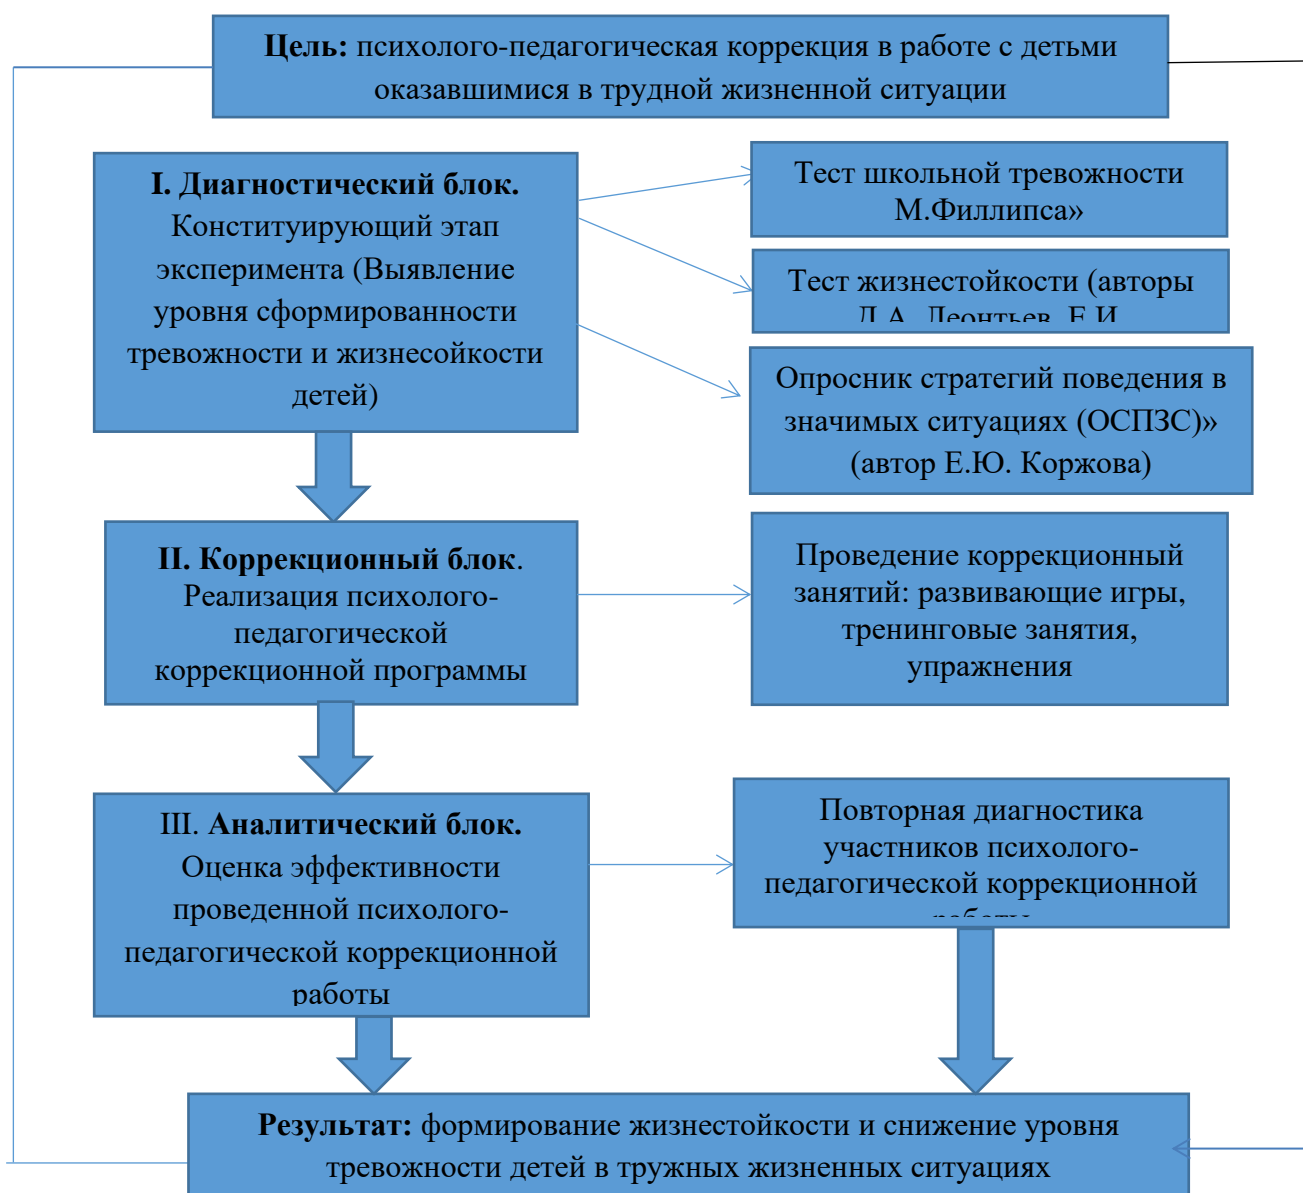 Цель: психолого-педагогическая коррекция в работе с детьми
оказавшимися в трудной жизненной ситуации
I. Диагностический блок.
Конституирующий этап
эксперимента (Выявление
уровня сформированности
тревожности и жизнесойкости
детей)
Тест школьной тревожности
М.Филлипса»
Тест жизнестойкости (авторы
Д.А. Леонтьев, Е.И.
Опросник стратегий поведения в
значимых ситуациях (ОСПЗС)»
(автор Е.Ю. Коржова)
II. Коррекционный блок.
Реализация психолого-
педагогической
коррекционной программы
Проведение коррекционный
занятий: развивающие игры,
тренинговые занятия,
упражнения
III. Аналитический блок.
Оценка эффективности
проведенной психолого-
педагогической коррекционной
работы
Повторная диагностика
участников психолого-
педагогической коррекционной
работы
Результат: формирование жизнестойкости и снижение уровня
тревожности детей в тружных жизненных ситуациях